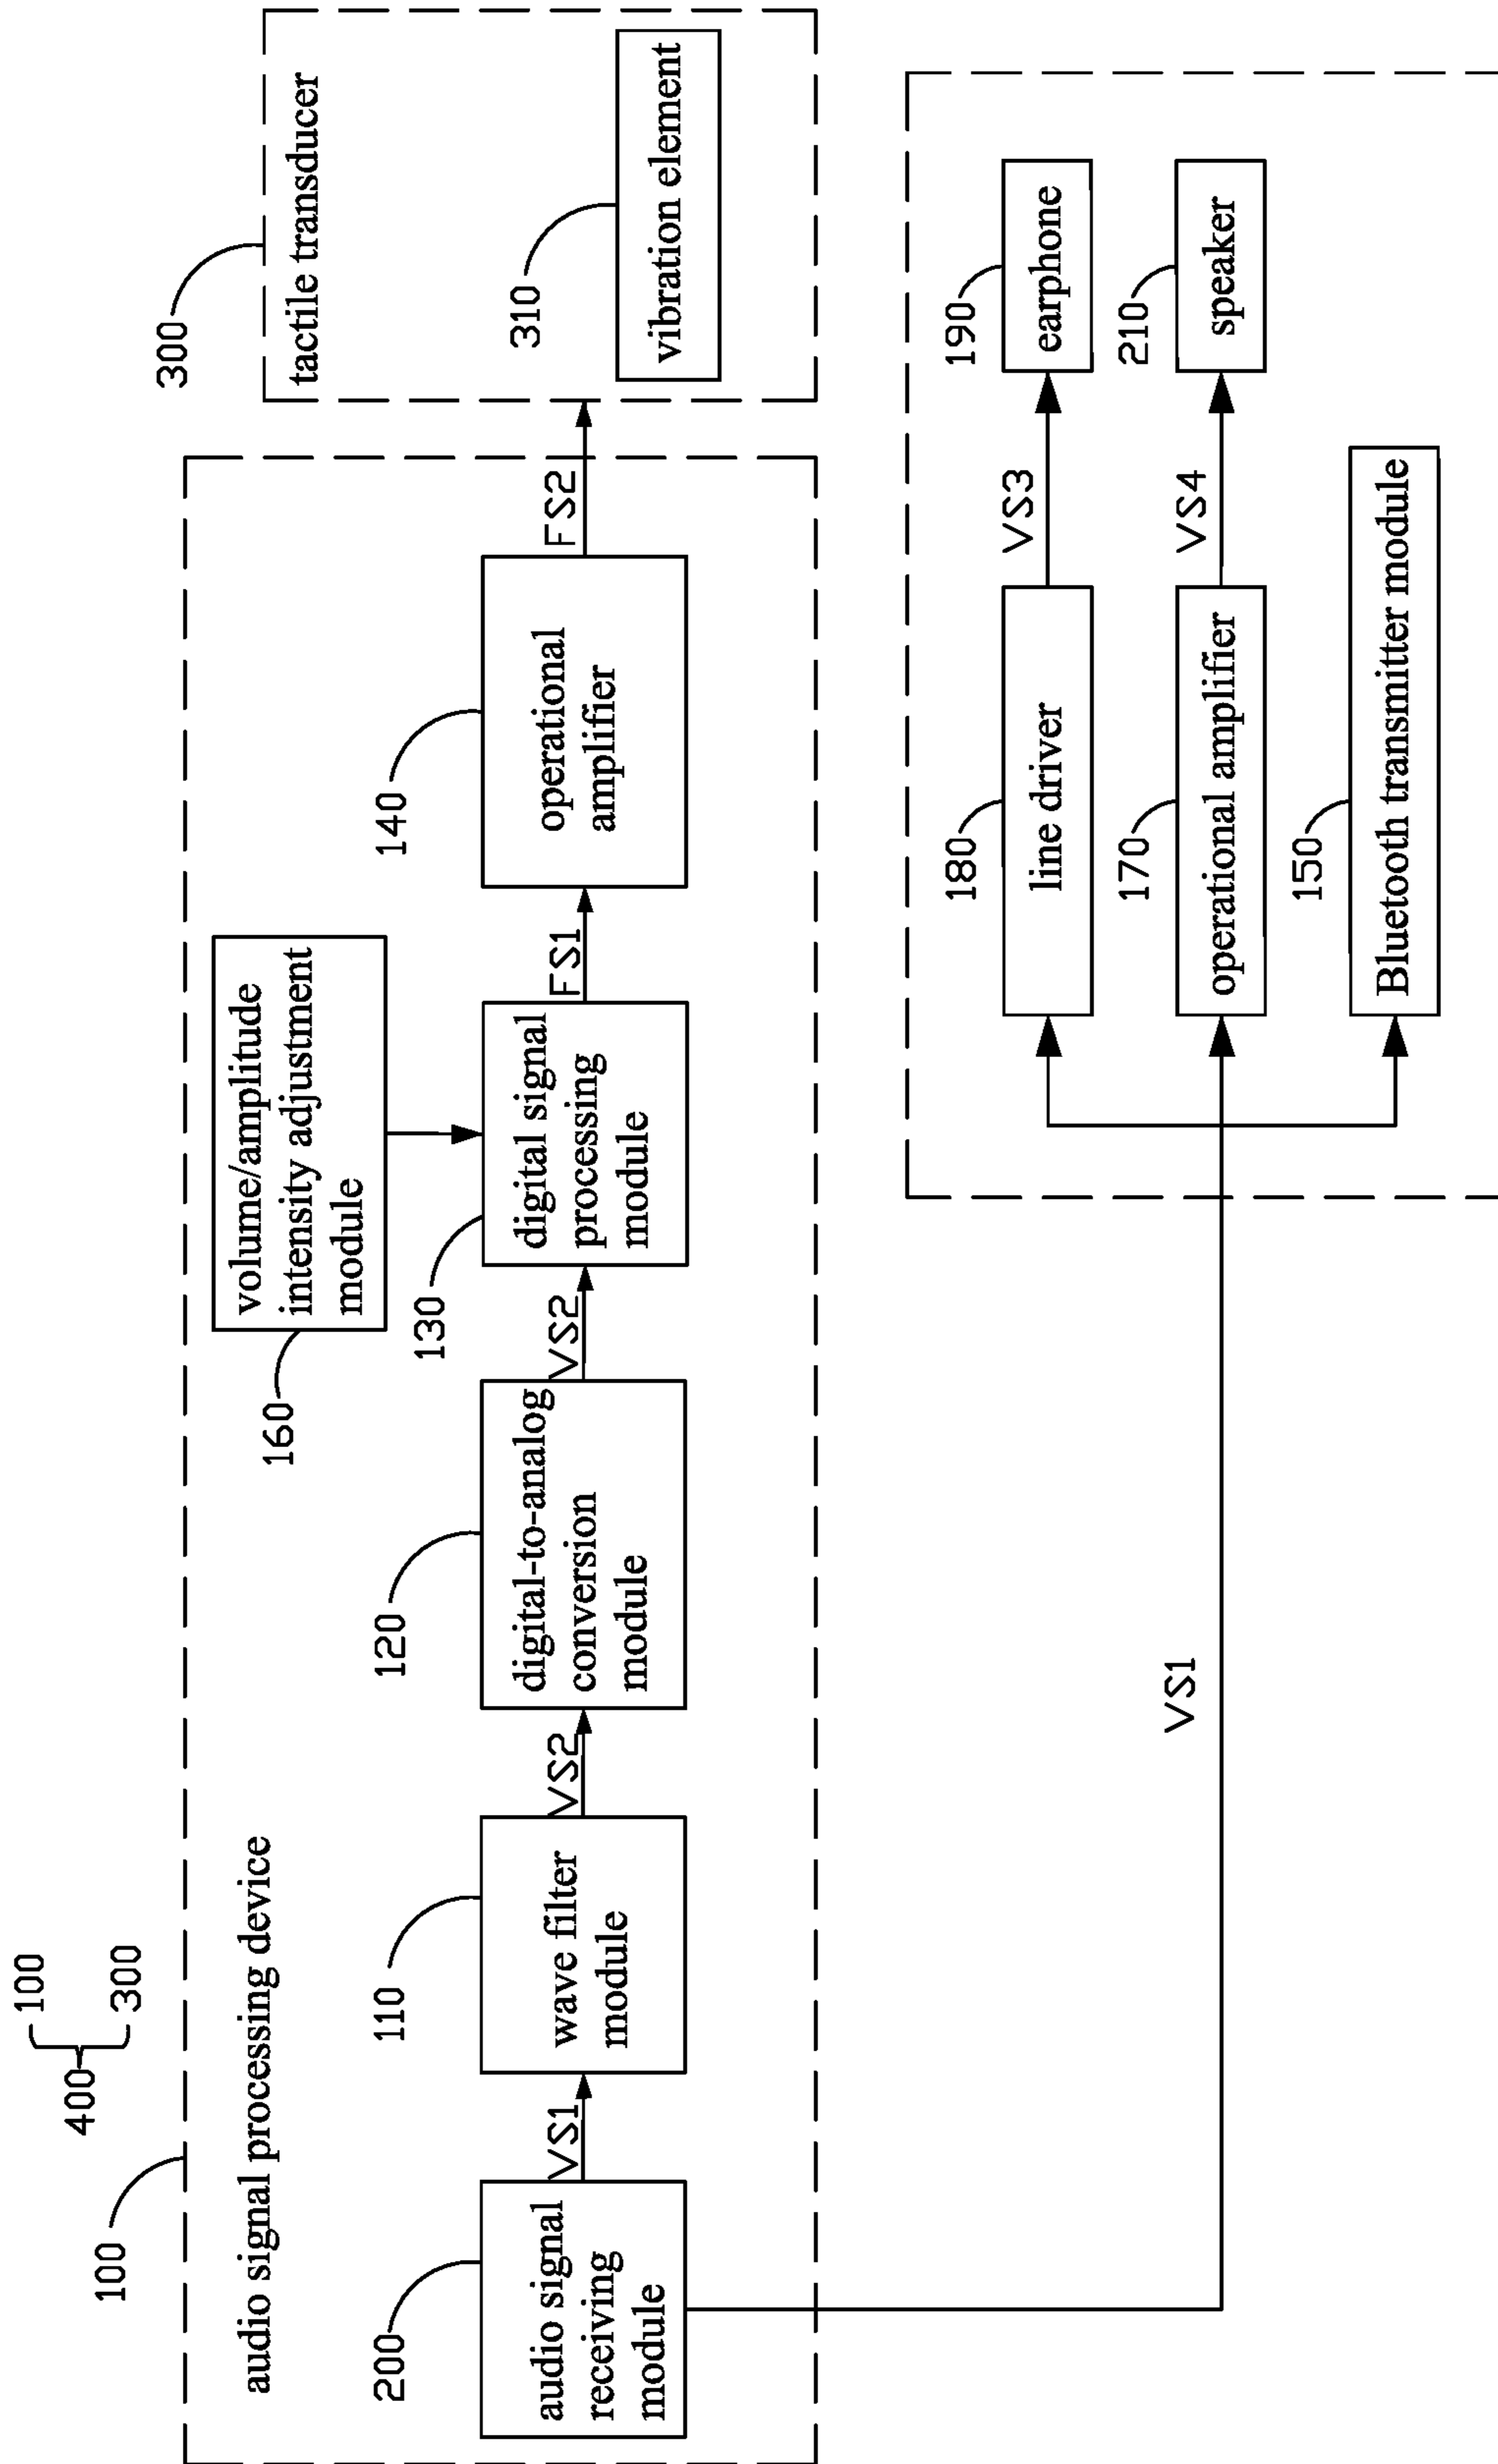 400
100
300
100
audio signal processing device
200
audio signal
receiving
module
VS1
110
wave filter
module
VS2
120
digital-to-analog
conversion
module
VS2
160
volume/amplitude
intensity adjustment
module
130
digital signal
processing
module
FS1
140
operational
amplifier
FS2
300
tactile transducer
310
vibration element
VS1
180
line driver
VS3
190
earphone
170
operational amplifier
VS4
210
speaker
150
Bluetooth transmitter module